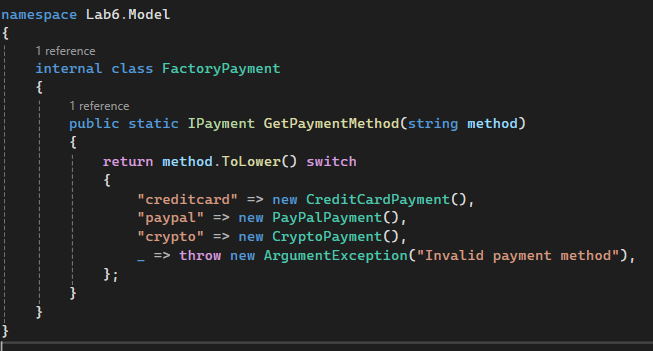 namespace Lab6.Model
{
1 reference
internal class FactoryPayment
{
1 reference
public static IPayment GetPaymentMethod(string method)
{
return method.ToLower() switch
{
"creditcard" => new CreditCardPayment(),
"paypal" => new PayPalPayment(),
"crypto" => new CryptoPayment(),
_ => throw new ArgumentException("Invalid payment method"),
};
}
}
}